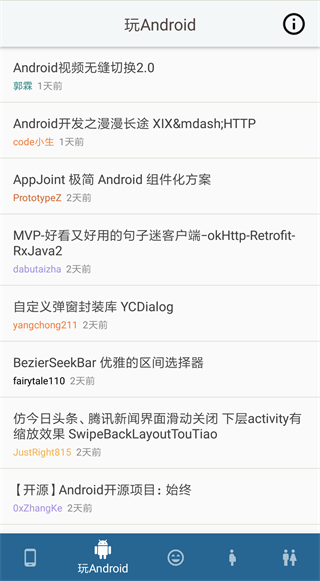 玩Android
Android视频无缝切换2.0
郭霖 1天前
Android开发之漫漫长途 XIX&mdash;HTTP
code小生 1天前
AppJoint 极简 Android 组件化方案
PrototypeZ 2天前
MVP-好看又好用的句子迷客户端-okHttp-Retrofit-
RxJava2
dabutaizha 2天前
自定义弹窗封装库 YCDialog
yangchong211 2天前
BezierSeekBar 优雅的区间选择器
fairytale110 2天前
仿今日头条、腾讯新闻界面滑动关闭 下层activity有
缩放效果 SwipeBackLayoutTouTiao
JustRight815 2天前
【开源】Android开源项目：始终
0xZhangKe 2天前
玩Android